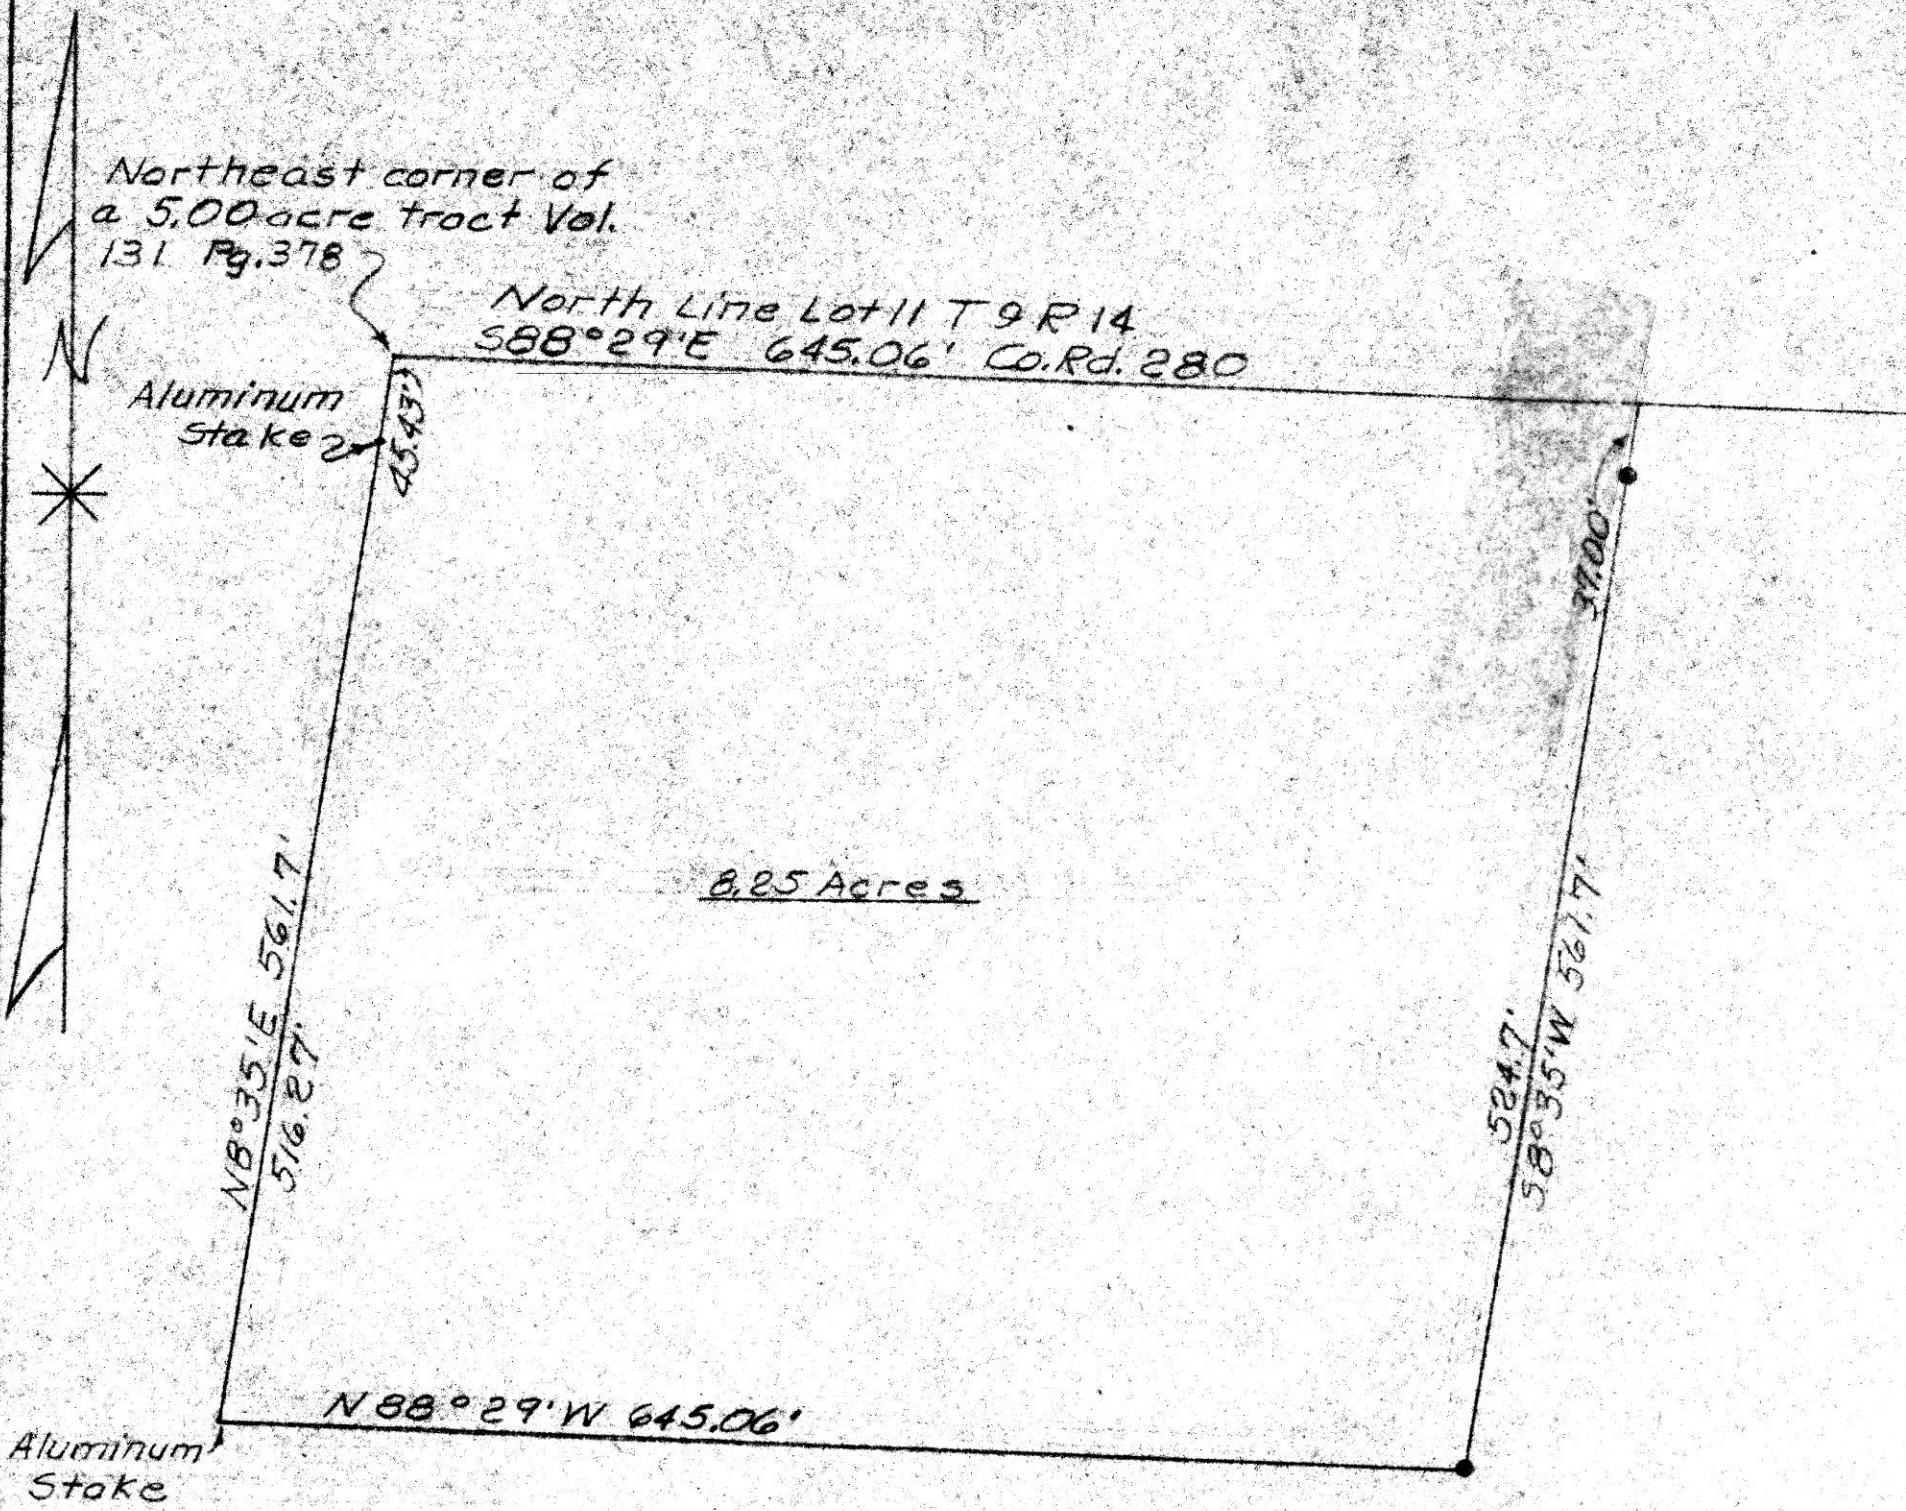 Northeast corner of
a 5.00 acre tract Vol.
131 Pg. 378
North Line Lot 11 T 9 R 14
S88°29'E 645.06' Co. Rd. 280
N
Aluminum
Stake
45.43'
37.00'
8.25 Acres
N8°35'E 561.7'
516.27'
524.7'
S8°35'W 561.7'
N 88°29'W 645.06'
Aluminum
Stake